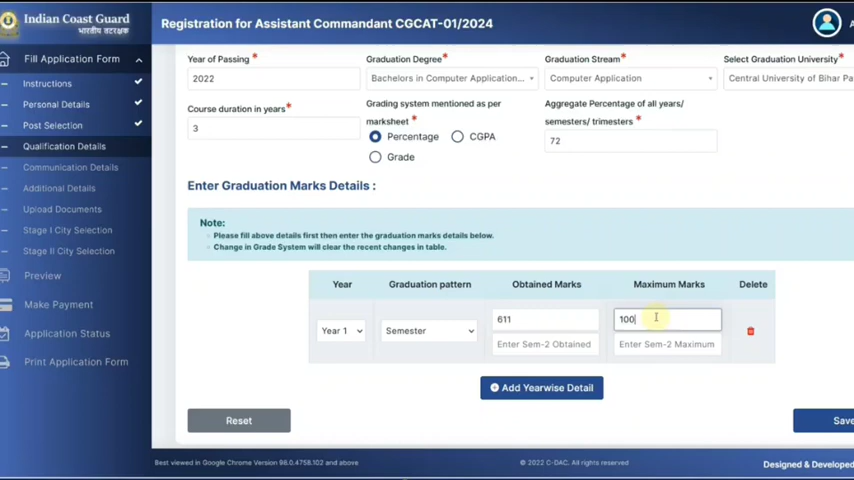 Indian Coast Guard
भारतीय तटरक्षक
Registration for Assistant Commandant CGCAT-01/2024
A
Fill Application Form
Instructions
Personal Details
Post Selection
Qualification Details
Communication Details
Additional Details
Upload Documents
Stage I City Selection
Stage II City Selection
Preview
Make Payment
Application Status
Print Application Form
Year of Passing *
Graduation Degree *
Graduation Stream *
Select Graduation University *
2022
Bachelors in Computer Application...
Computer Application
Central University of Bihar Pa
Course duration in years *
Grading system mentioned as per
marksheet *
Aggregate Percentage of all years/
semesters/ trimesters *
3
Percentage
CGPA
Grade
72
Enter Graduation Marks Details :
Note:
Please fill above details first then enter the graduation marks details below.
Change in Grade System will clear the recent changes in table.
Year Graduation pattern Obtained Marks Maximum Marks Delete
Year 1 Semester
611 100
Enter Sem-2 Obtained Enter Sem-2 Maximum
Add Yearwise Detail
Reset
Save
Best viewed in Google Chrome Version 98.0.4758.102 and above
© 2022 C-DAC. All rights reserved
Designed & Developed